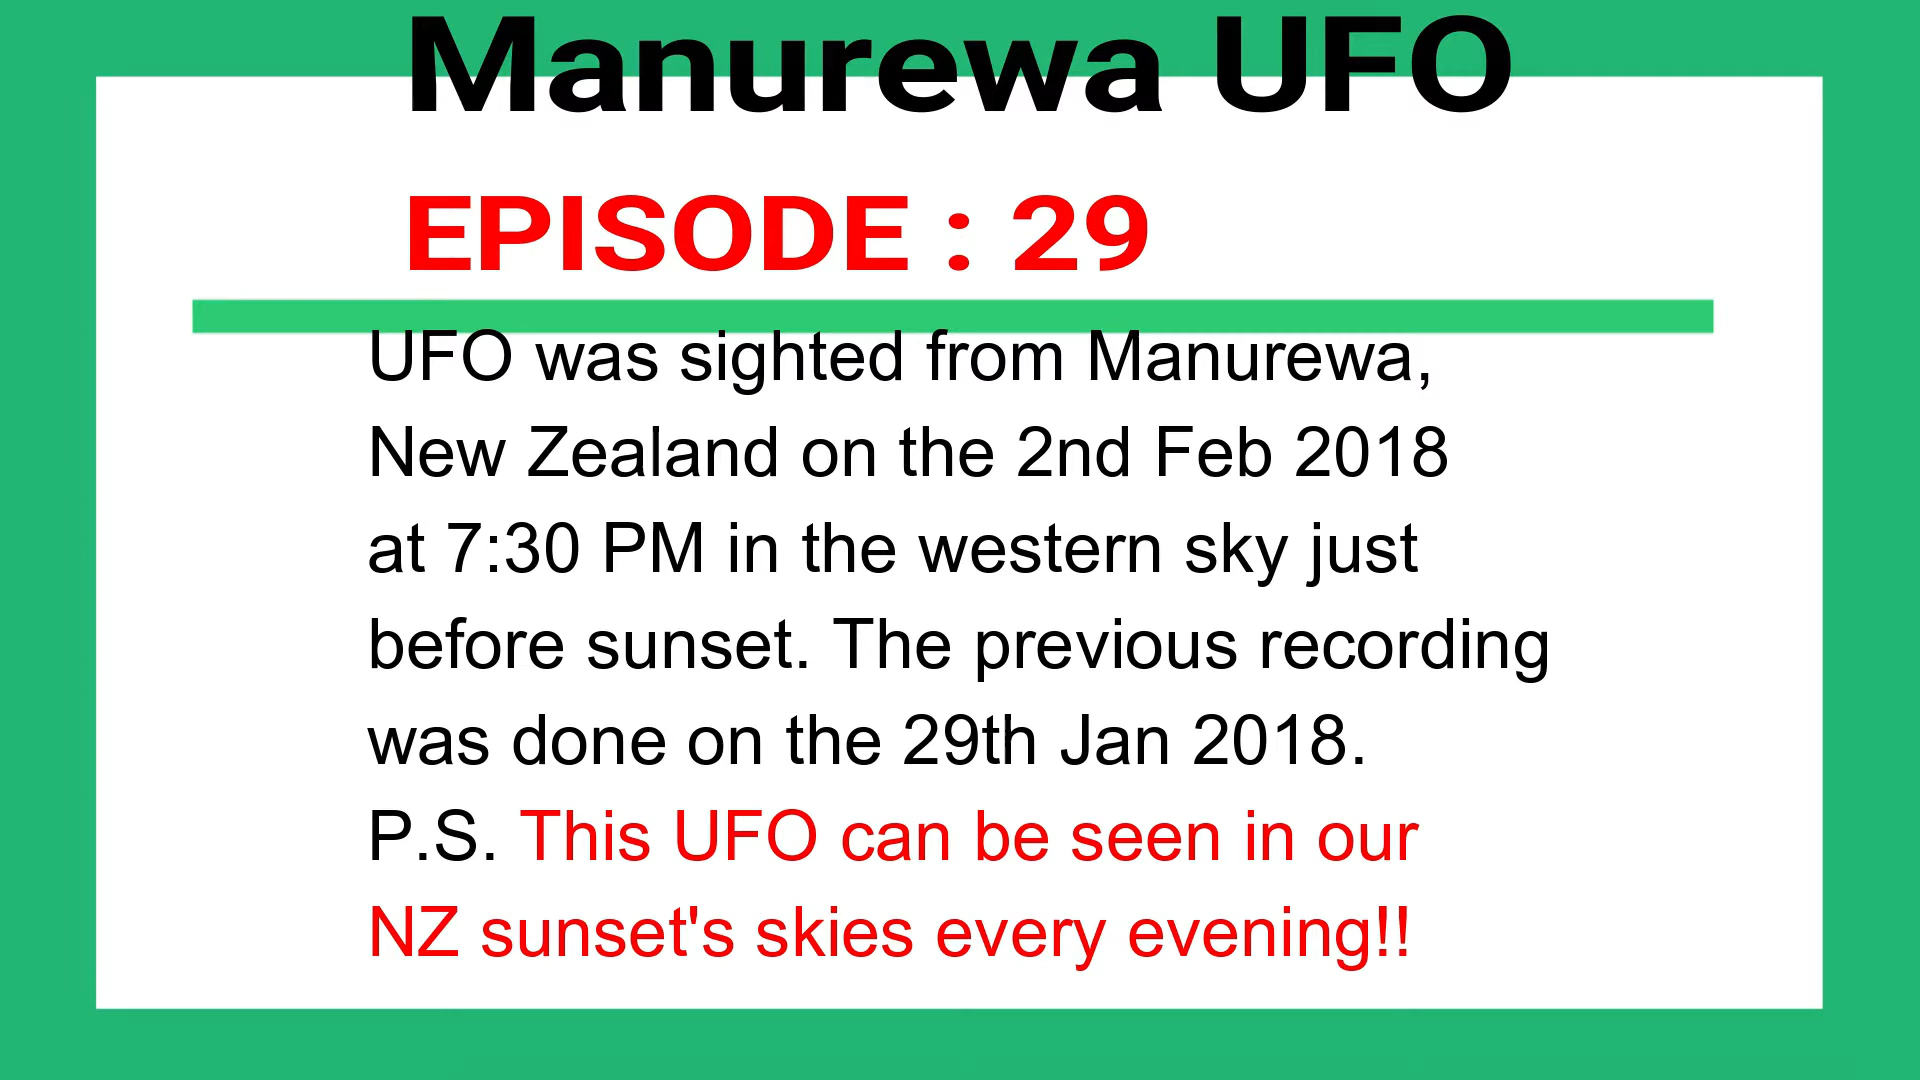 Manurewa UFO
EPISODE : 29
UFO was sighted from Manurewa,
New Zealand on the 2nd Feb 2018
at 7:30 PM in the western sky just
before sunset. The previous recording
was done on the 29th Jan 2018.
P.S. This UFO can be seen in our
NZ sunset's skies every evening!!